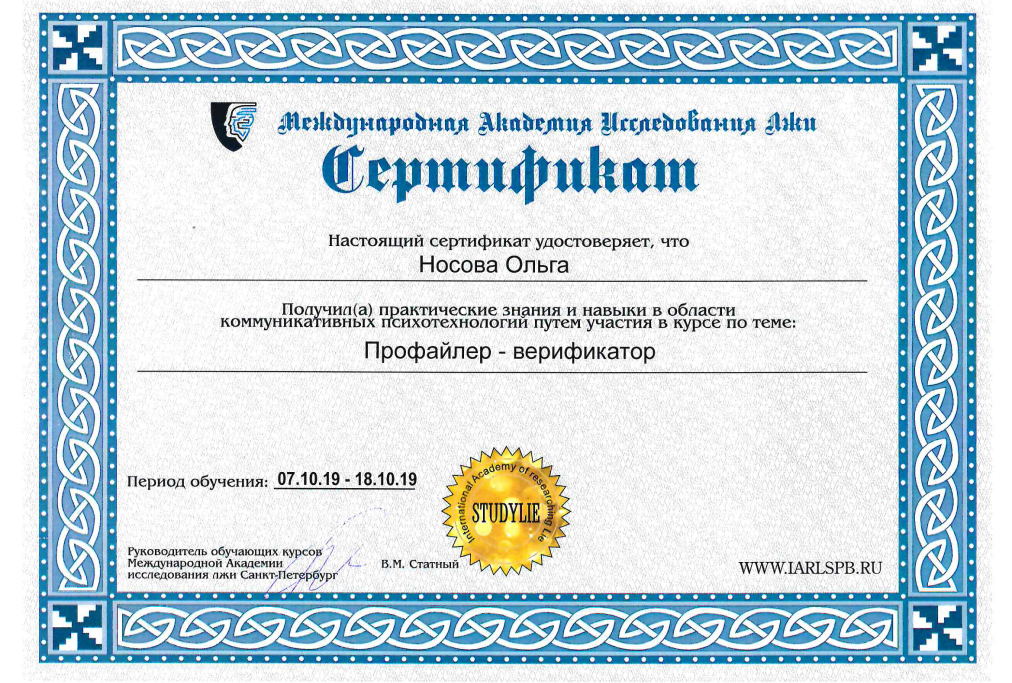 Международная Академия Исследования Лжи
Сертификат
Настоящий сертификат удостоверяет, что
Носова Ольга
Получил(а) практические знания и навыки в области
коммуникативных психотехнологий путем участия в курсе по теме:
Профайлер - верификатор
Период обучения: 07.10.19 - 18.10.19
International Academy of researching Lie
STUDYLIE
Руководитель обучающих курсов
Международной Академии
исследования лжи Санкт-Петербург
В.М. Статный
WWW.IARLSPB.RU